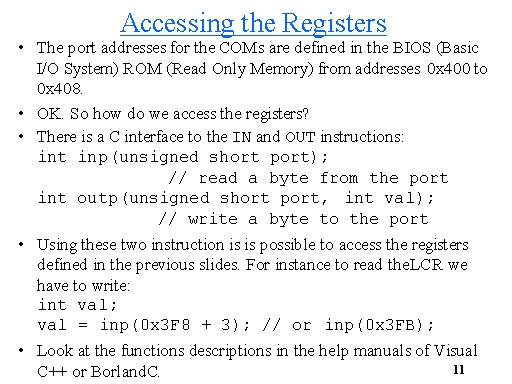 Accessing the Registers
• The port addresses for the COMs are defined in the BIOS (Basic
I/O System) ROM (Read Only Memory) from addresses 0x400 to
0x408.
• OK. So how do we access the registers?
• There is a C interface to the IN and OUT instructions:
int inp(unsigned short port);
// read a byte from the port
int outp(unsigned short port, int val);
// write a byte to the port
• Using these two instruction is is possible to access the registers
defined in the previous slides. For instance to read theLCR we
have to write:
int val;
val = inp(0x3F8 + 3); // or inp(0x3FB);
• Look at the functions descriptions in the help manuals of Visual
C++ or BorlandC.
11